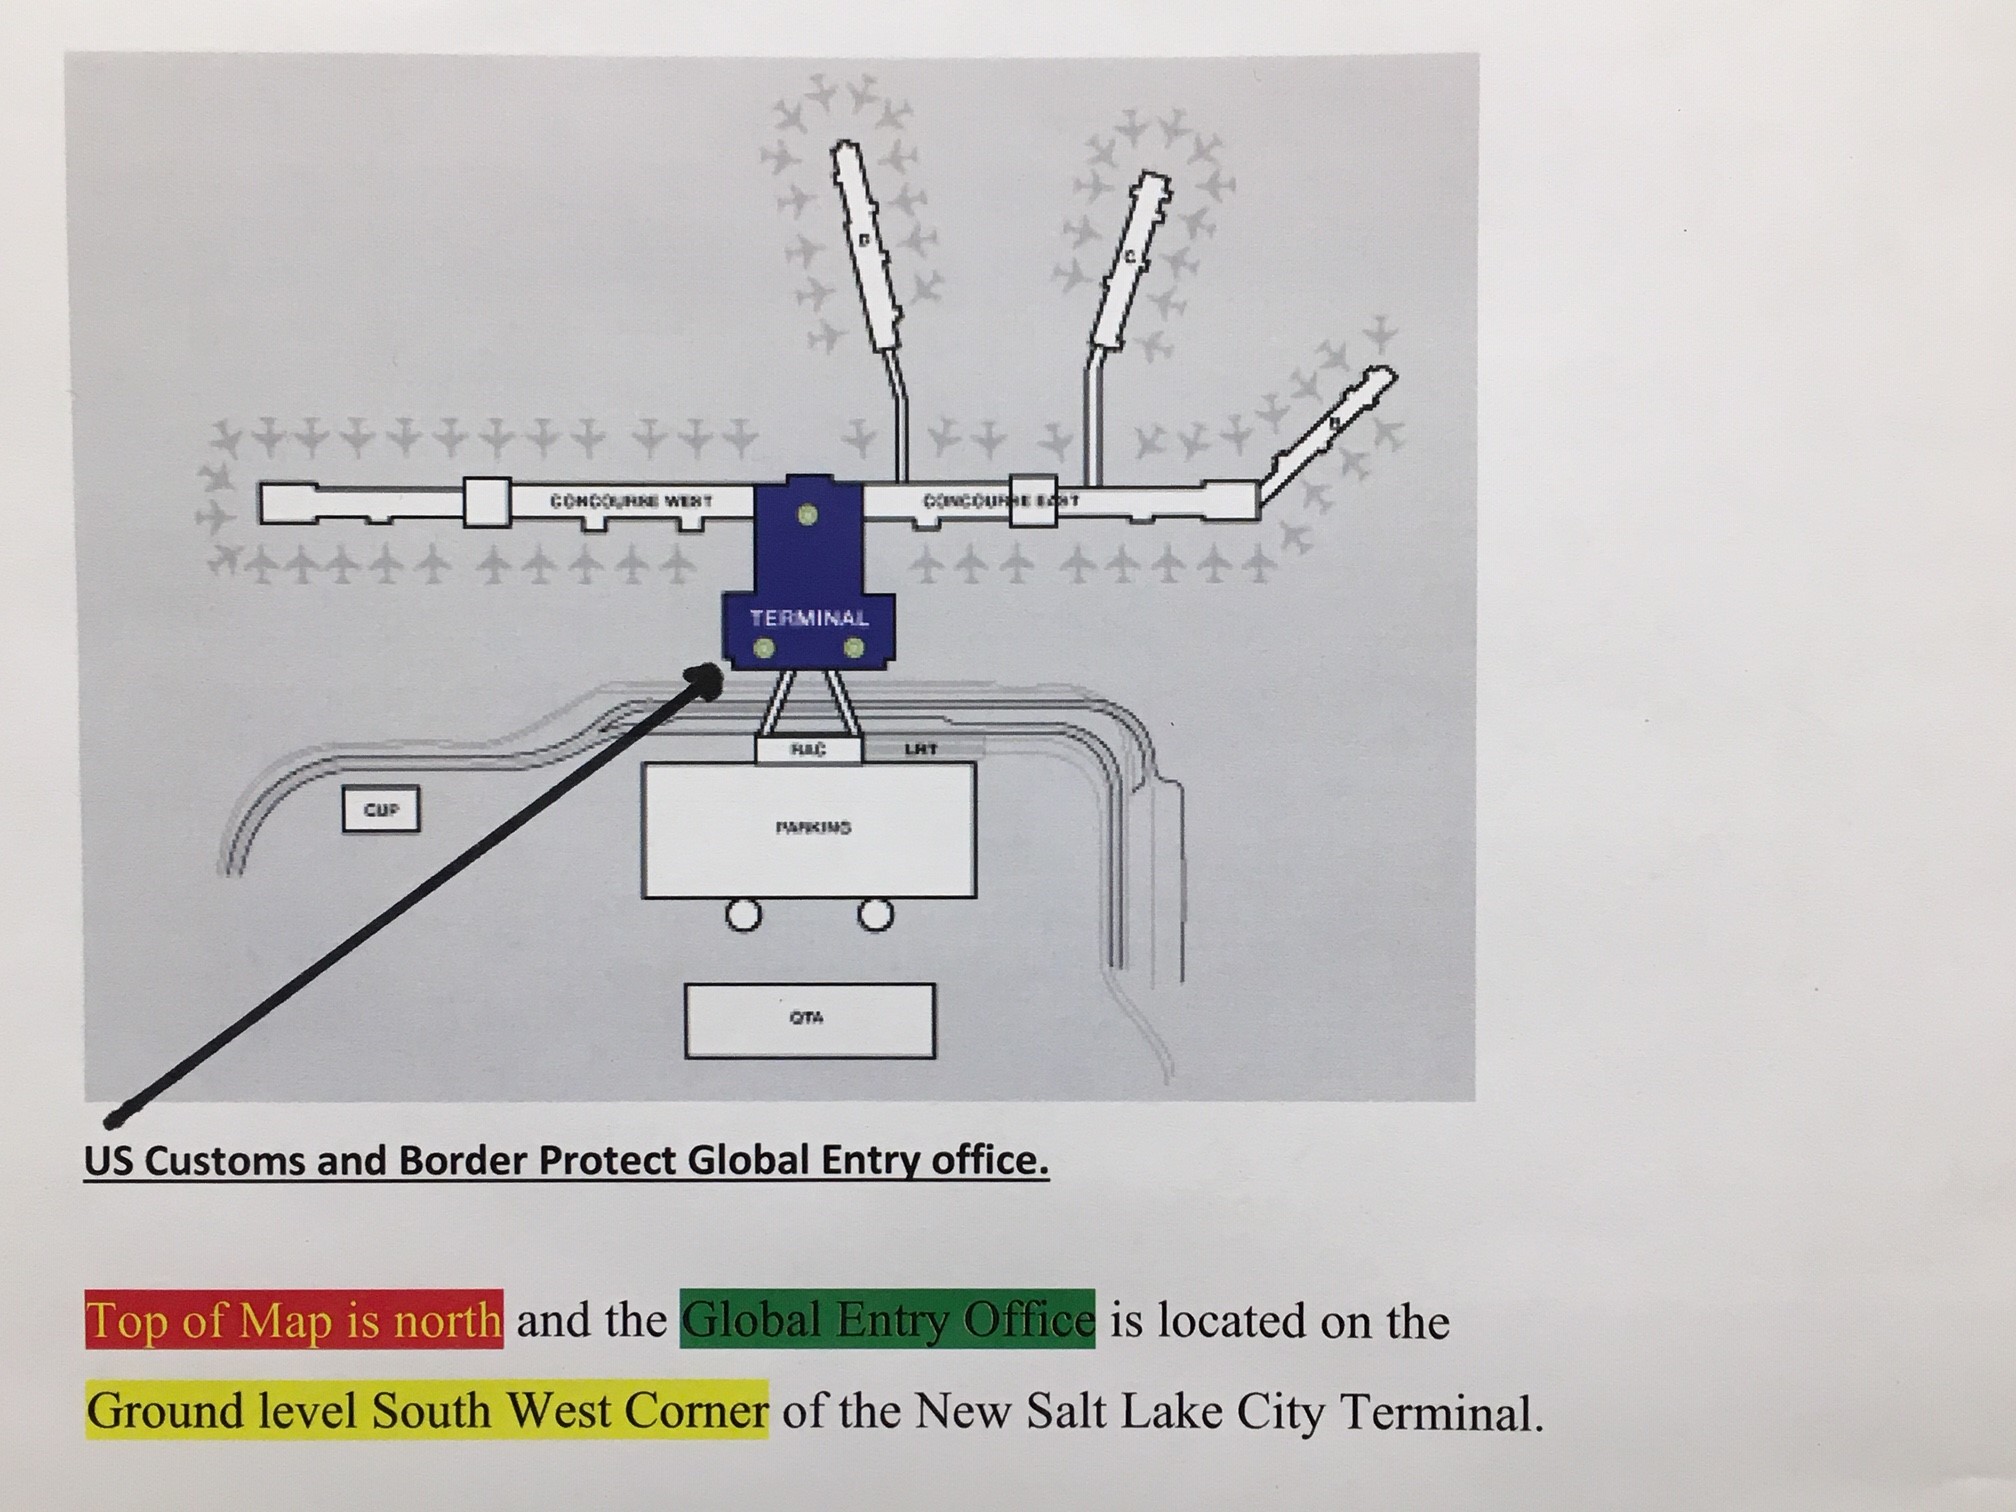 D
C
B
CONCOURSE WEST
CONCOURSE EAST
TERMINAL
RAC
LRT
CUP
PARKING
QTA
US Customs and Border Protect Global Entry office.
Top of Map is north and the Global Entry Office is located on the
Ground level South West Corner of the New Salt Lake City Terminal.